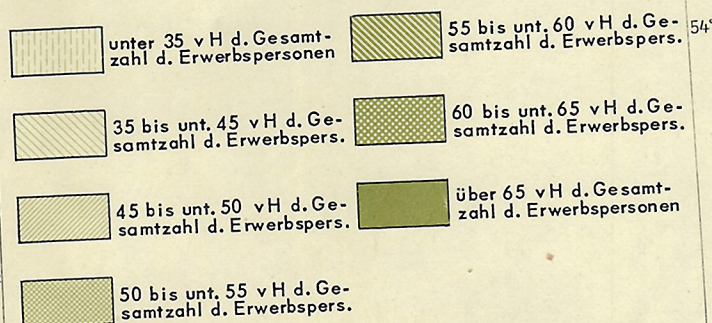 unter 35 v H d. Gesamt-
zahl d. Erwerbspersonen
35 bis unt. 45 v H d. Ge-
samtzahl d. Erwerbspers.
45 bis unt. 50 v H d. Ge-
samtzahl d. Erwerbspers.
50 bis unt. 55 v H d. Ge-
samtzahl d. Erwerbspers.
55 bis unt. 60 v H d. Ge-
samtzahl d. Erwerbspers.
60 bis unt. 65 v H d. Ge-
samtzahl d. Erwerbspers.
über 65 v H d. Gesamt-
zahl d. Erwerbspersonen
54°